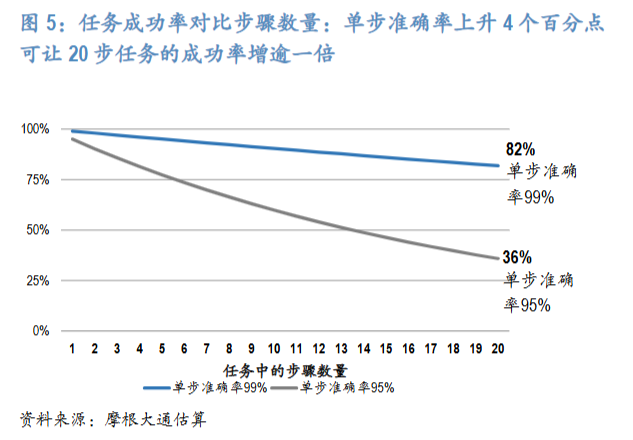 图 5：任务成功率对比步骤数量：单步准确率上升 4 个百分点
可让 20 步任务的成功率增逾一倍
100%
75%
50%
25%
0%
82%
单步准确
率99%
36%
单步准确
率95%
1 2 3 4 5 6 7 8 9 10 11 12 13 14 15 16 17 18 19 20
任务中的步骤数量
单步准确率99% 单步准确率95%
资料来源：摩根大通估算